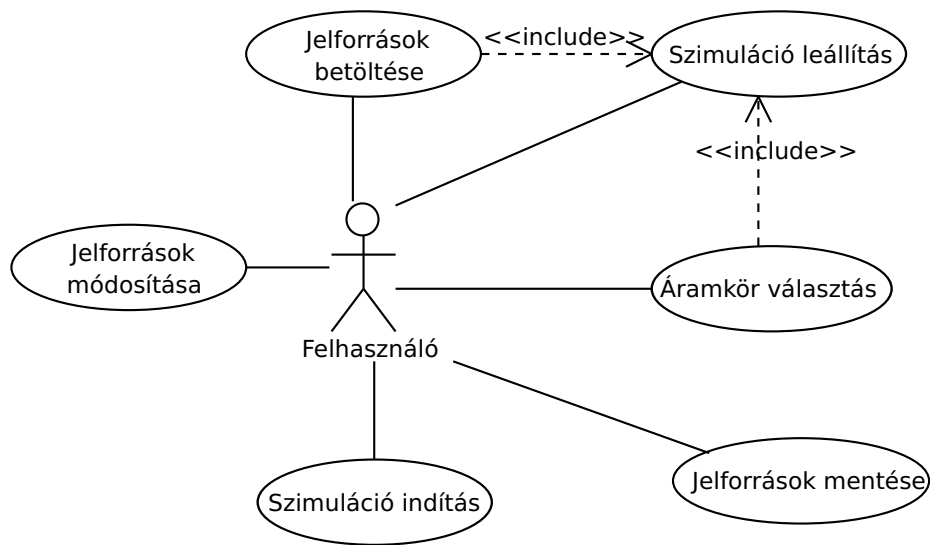 Jelforrások
betöltése
<<include>>
Szimuláció leállítás
<<include>>
Jelforrások
módosítása
Áramkör választás
Felhasználó
Szimuláció indítás
Jelforrások mentése